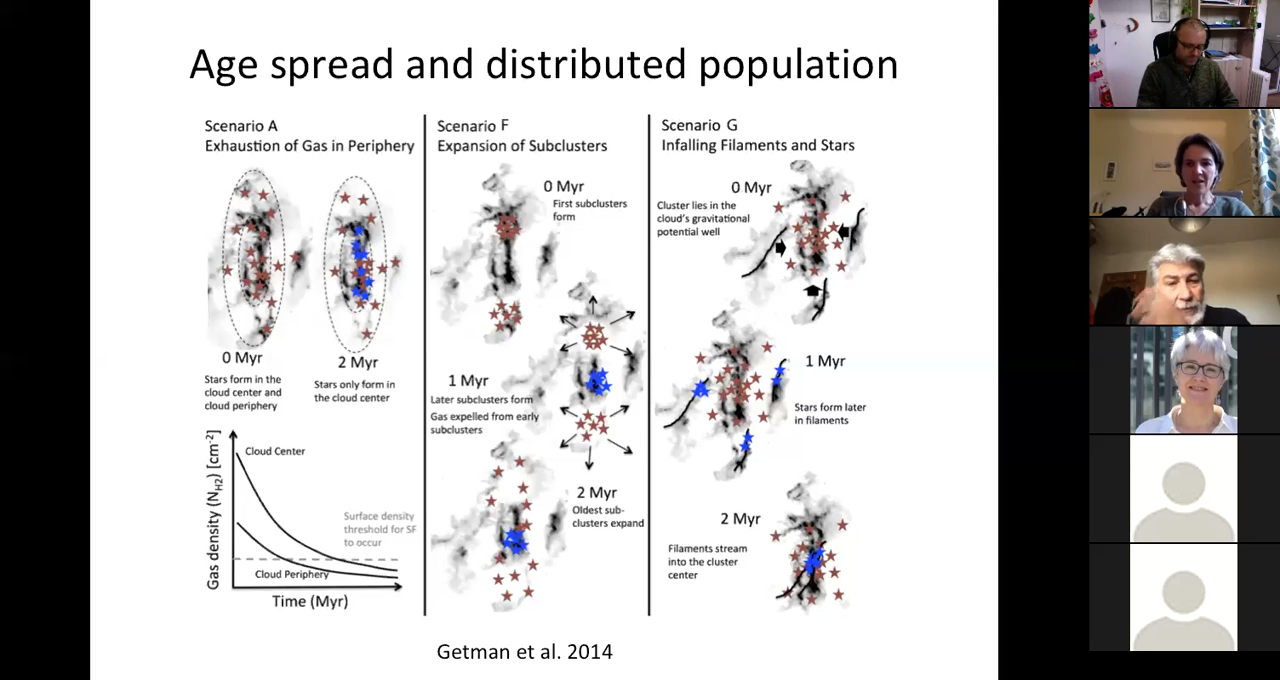 Age spread and distributed population
Scenario A
Exhaustion of Gas in Periphery
0 Myr
Stars form in the
cloud center and
cloud periphery
2 Myr
Stars only form in
the cloud center
Gas density (N_H2) [cm^-2]
Cloud Center
Surface density
threshold for SF
to occur
Cloud Periphery
Time (Myr)
Scenario F
Expansion of Subclusters
0 Myr
First subclusters
form
1 Myr
Later subclusters form
Gas expelled from early
subclusters
2 Myr
Oldest sub-
clusters expand
Scenario G
Infalling Filaments and Stars
0 Myr
Cluster lies in the
cloud's gravitational
potential well
1 Myr
Stars form later
in filaments
2 Myr
Filaments stream
into the cluster
center
Getman et al. 2014